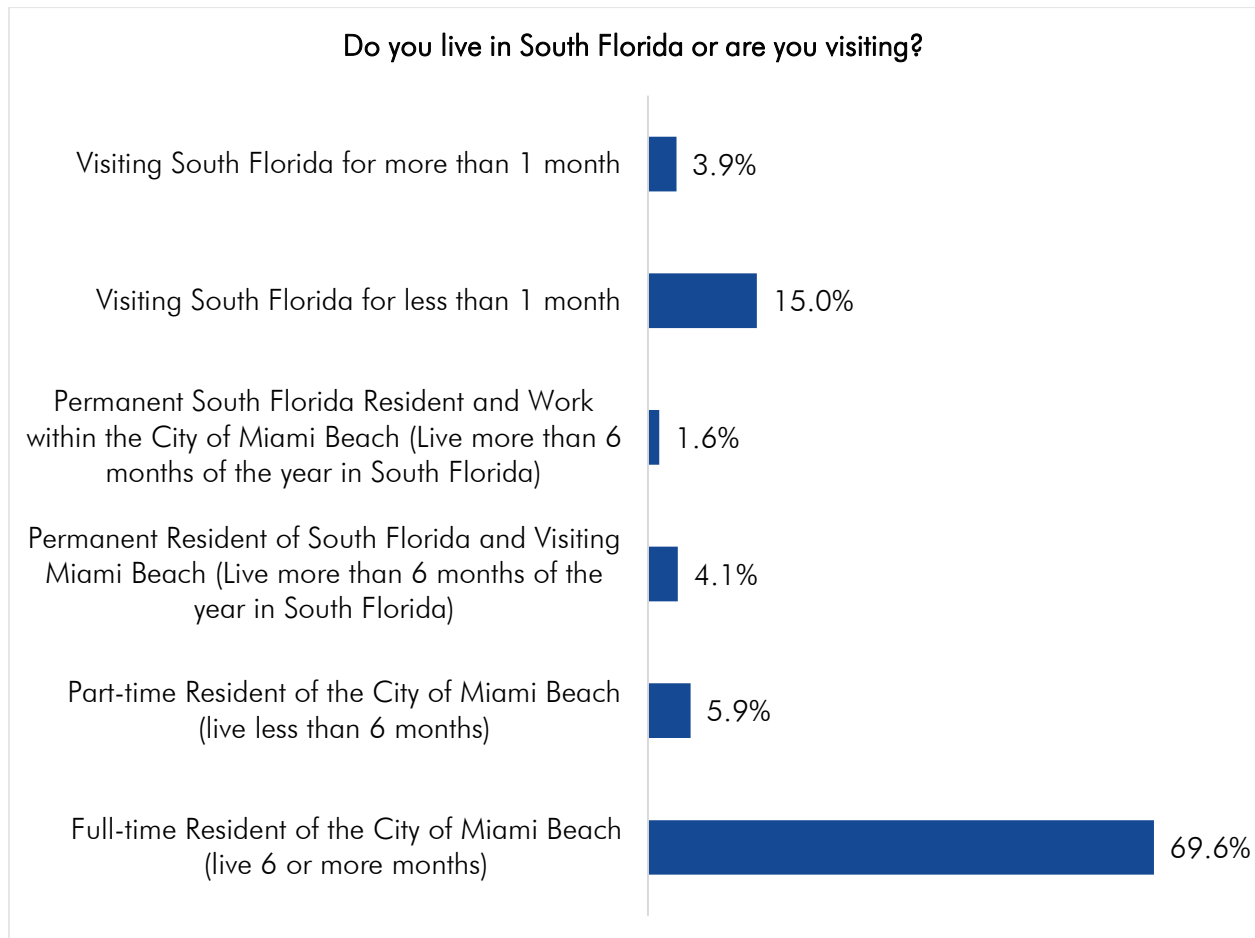 Do you live in South Florida or are you visiting?
Visiting South Florida for more than 1 month
3.9%
Visiting South Florida for less than 1 month
15.0%
Permanent South Florida Resident and Work
within the City of Miami Beach (Live more than 6
months of the year in South Florida)
1.6%
Permanent Resident of South Florida and Visiting
Miami Beach (Live more than 6 months of the
year in South Florida)
4.1%
Part-time Resident of the City of Miami Beach
(live less than 6 months)
5.9%
Full-time Resident of the City of Miami Beach
(live 6 or more months)
69.6%